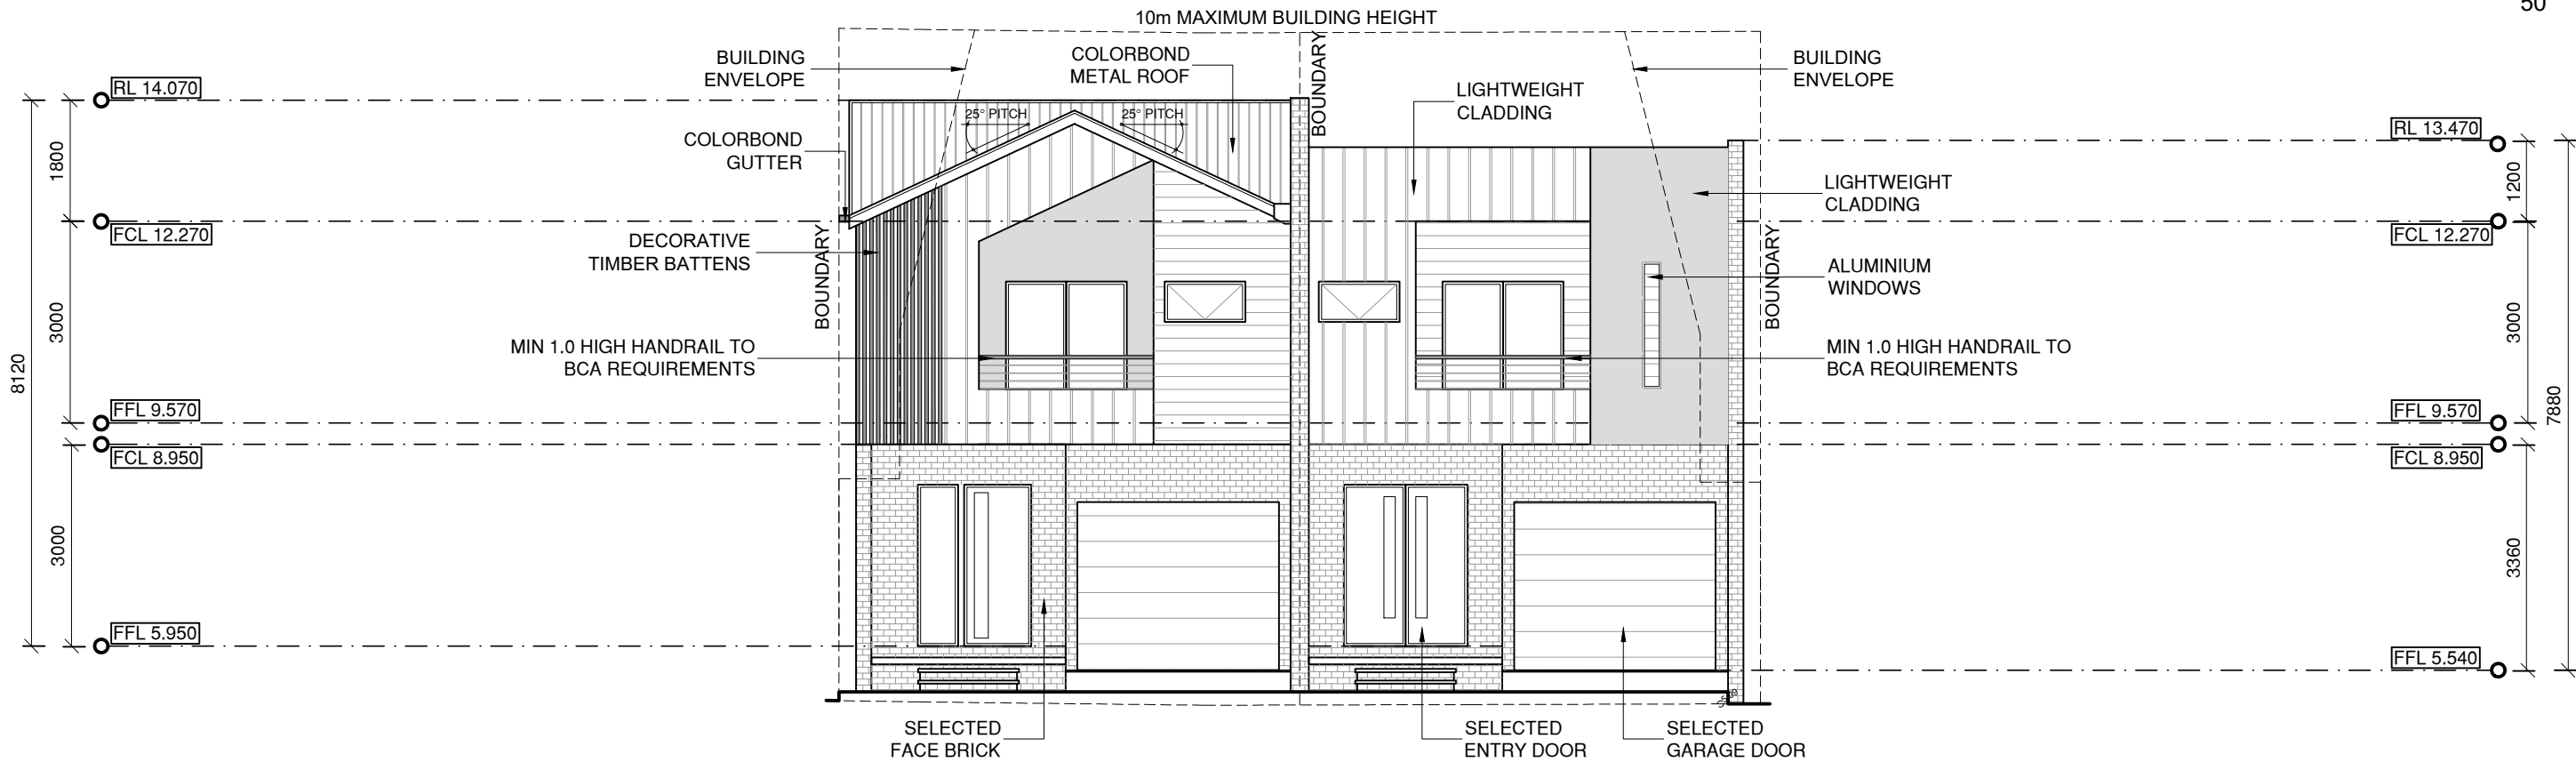 50
10m MAXIMUM BUILDING HEIGHT
BUILDING
ENVELOPE
COLORBOND
METAL ROOF
BOUNDARY
BUILDING
ENVELOPE
RL 14.070
LIGHTWEIGHT
CLADDING
25° PITCH
25° PITCH
COLORBOND
GUTTER
RL 13.470
1800
1200
LIGHTWEIGHT
CLADDING
FCL 12.270
FCL 12.270
DECORATIVE
TIMBER BATTENS
BOUNDARY
BOUNDARY
ALUMINIUM
WINDOWS
3000
3000
MIN 1.0 HIGH HANDRAIL TO
BCA REQUIREMENTS
MIN 1.0 HIGH HANDRAIL TO
BCA REQUIREMENTS
8120
7880
FFL 9.570
FFL 9.570
FCL 8.950
FCL 8.950
3000
3360
FFL 5.950
FFL 5.540
SELECTED
FACE BRICK
SELECTED
ENTRY DOOR
SELECTED
GARAGE DOOR